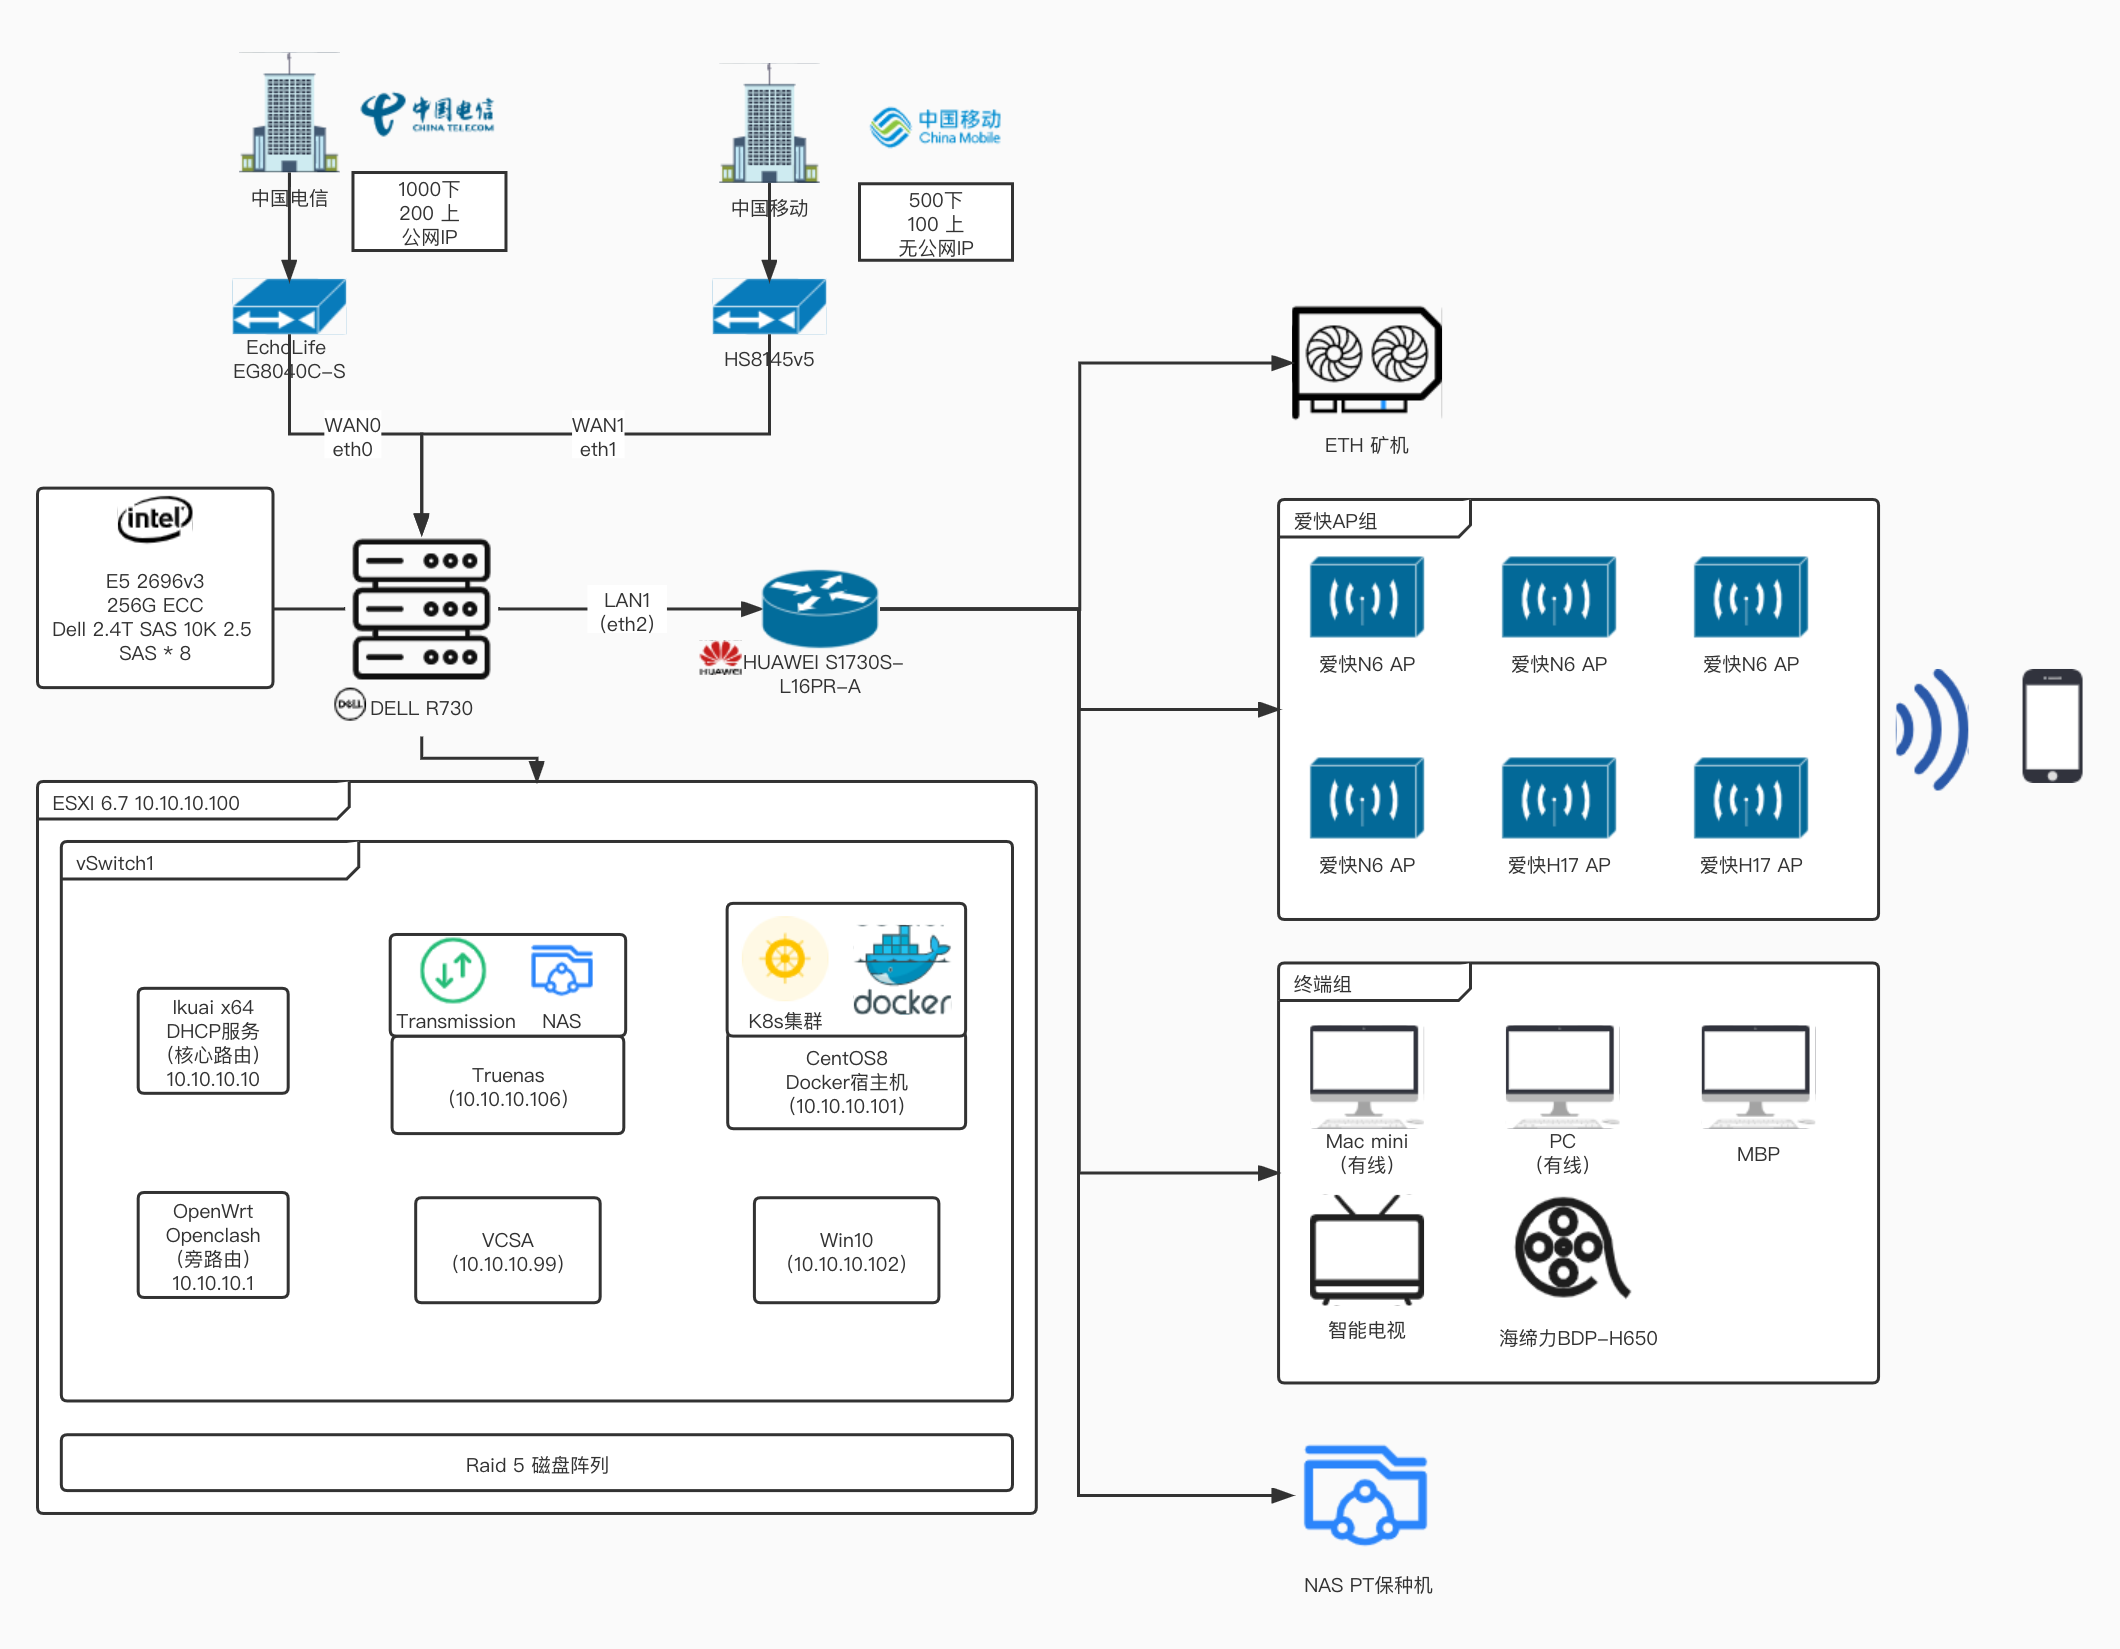 中国电信
CHINA TELECOM
中国移动
China Mobile
中国电信
1000下
200 上
公网IP
中国移动
500下
100 上
无公网IP
EchoLife
EG8040C-S
HS8145v5
WAN0
eth0
WAN1
eth1
ETH 矿机
intel
E5 2696v3
256G ECC
Dell 2.4T SAS 10K 2.5
SAS * 8
DELL
DELL R730
LAN1
(eth2)
HUAWEI
HUAWEI S1730S-
L16PR-A
爱快AP组
爱快N6 AP
爱快N6 AP
爱快N6 AP
爱快N6 AP
爱快H17 AP
爱快H17 AP
ESXI 6.7 10.10.10.100
vSwitch1
Ikuai x64
DHCP服务
(核心路由)
10.10.10.10
Transmission
NAS
Truenas
(10.10.10.106)
K8s集群
docker
CentOS8
Docker宿主机
(10.10.10.101)
OpenWrt
Openclash
(旁路由)
10.10.10.1
VCSA
(10.10.10.99)
Win10
(10.10.10.102)
Raid 5 磁盘阵列
终端组
Mac mini
(有线)
PC
(有线)
MBP
智能电视
海缔力BDP-H650
NAS PT保种机